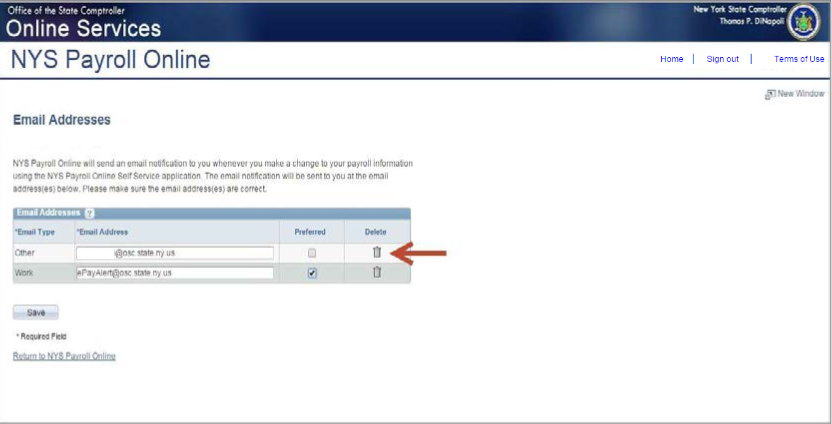 Office of the State Comptroller
Online Services
New York State Comptroller
Thomas P. DiNapoli
NYS Payroll Online
Home | Sign out | Terms of Use
New Window
Email Addresses
NYS Payroll Online will send an email notification to you whenever you make a change to your payroll information
using the NYS Payroll Online Self Service application. The email notification will be sent to you at the email
address(es) below. Please make sure the email address(es) are correct.
Email Addresses ?
*Email Type *Email Address Preferred Delete
Other @osc.state.ny.us
Work ePayAlert@osc.state.ny.us
Save
* Required Field
Return to NYS Payroll Online